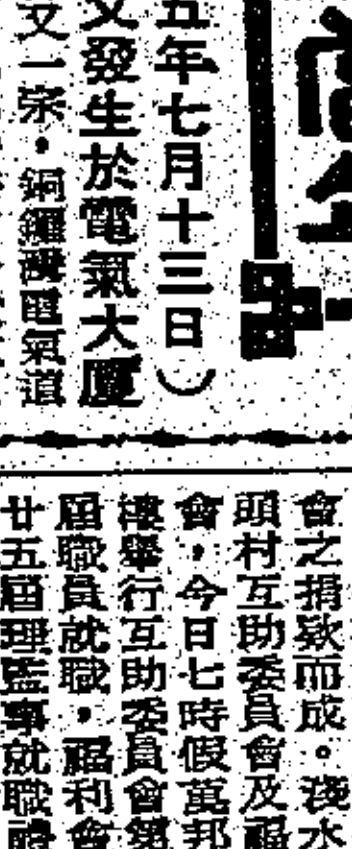 五年七月十三日）
又發生於電氣大廈
又一宗・銅鑼灣電氣道
會之捐欵而成。淺水
頭村互助委員會及福
會，今日七時假萬邦
樓舉行互助委員會第
屆職員就職，福利會
廿五屆理監事就職禮